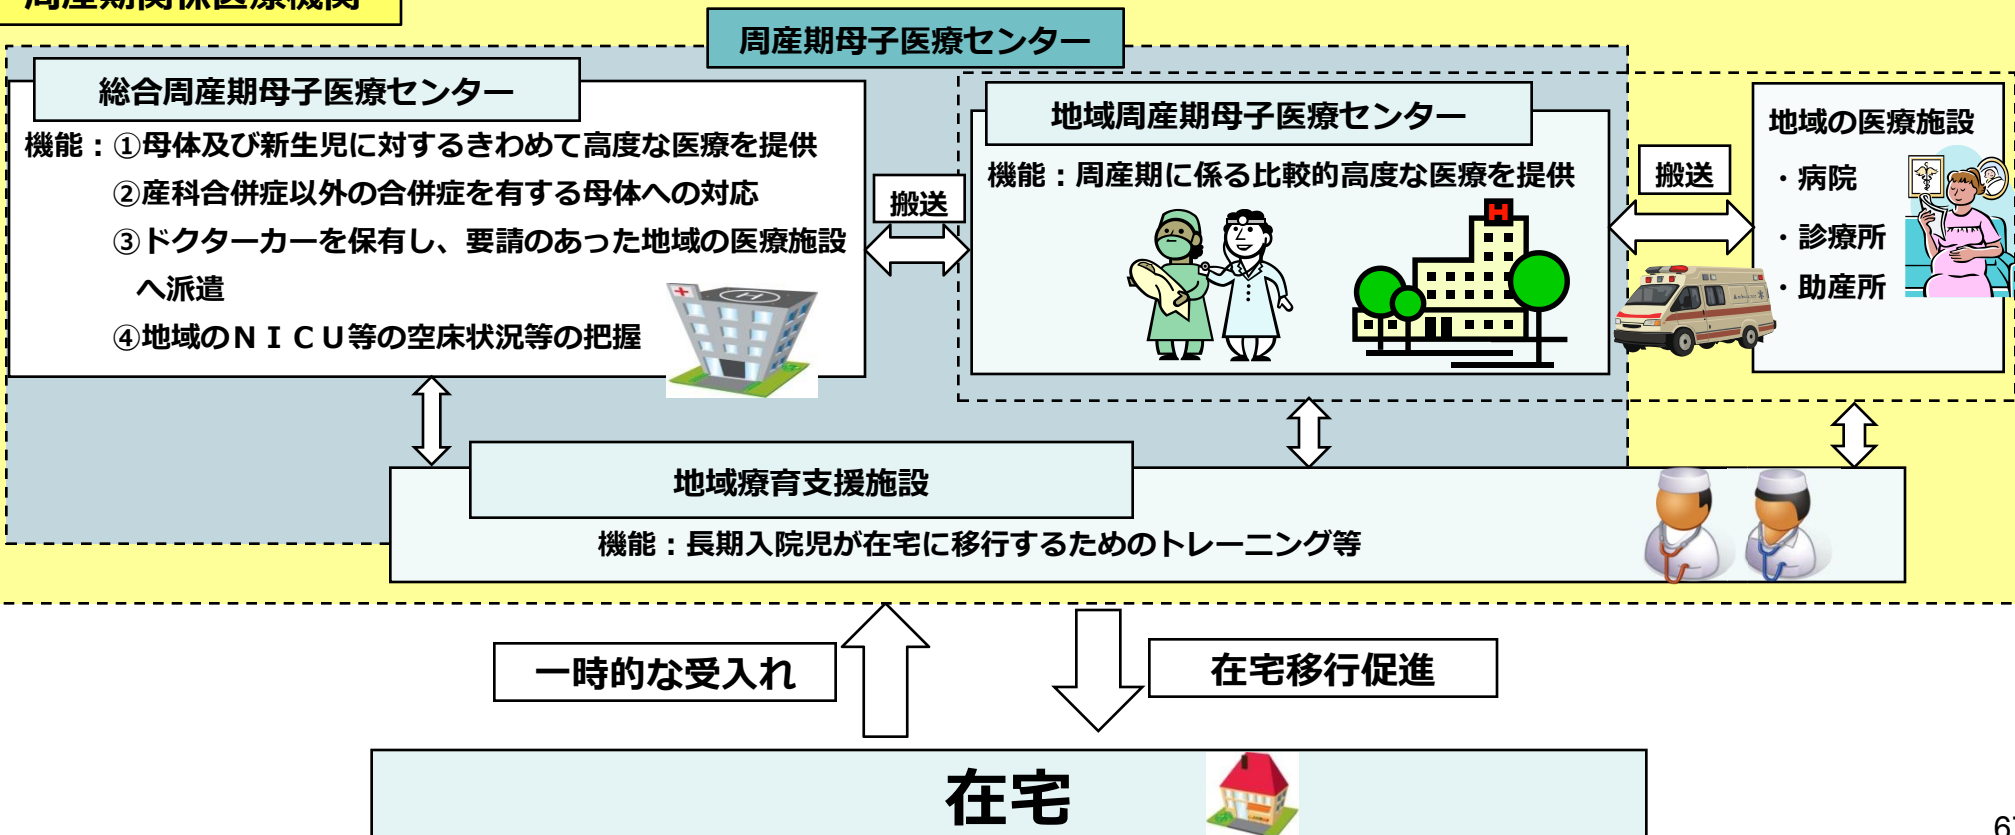 周産期関係医療機関
周産期母子医療センター
総合周産期母子医療センター
機能：①母体及び新生児に対するきわめて高度な医療を提供
②産科合併症以外の合併症を有する母体への対応
③ドクターカーを保有し、要請のあった地域の医療施設
へ派遣
④地域のＮＩＣＵ等の空床状況等の把握
搬送
地域周産期母子医療センター
機能：周産期に係る比較的高度な医療を提供
H
搬送
地域の医療施設
・病院
・診療所
・助産所
地域療育支援施設
機能：長期入院児が在宅に移行するためのトレーニング等
一時的な受入れ
在宅移行促進
在宅
6